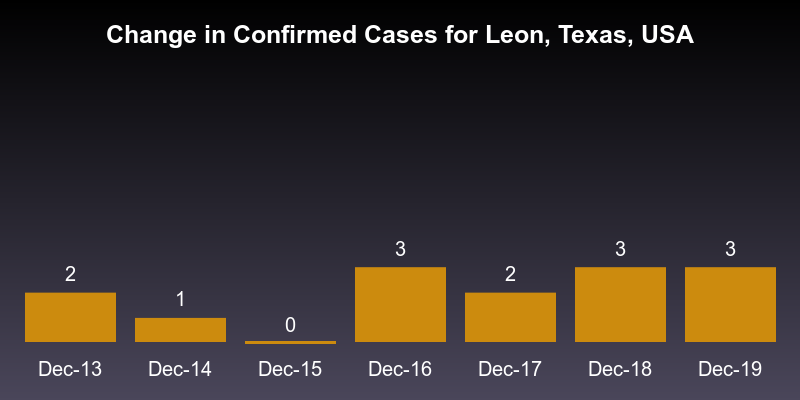 Change in Confirmed Cases for Leon, Texas, USA
2
1
0
3
2
3
3
Dec-13
Dec-14
Dec-15
Dec-16
Dec-17
Dec-18
Dec-19